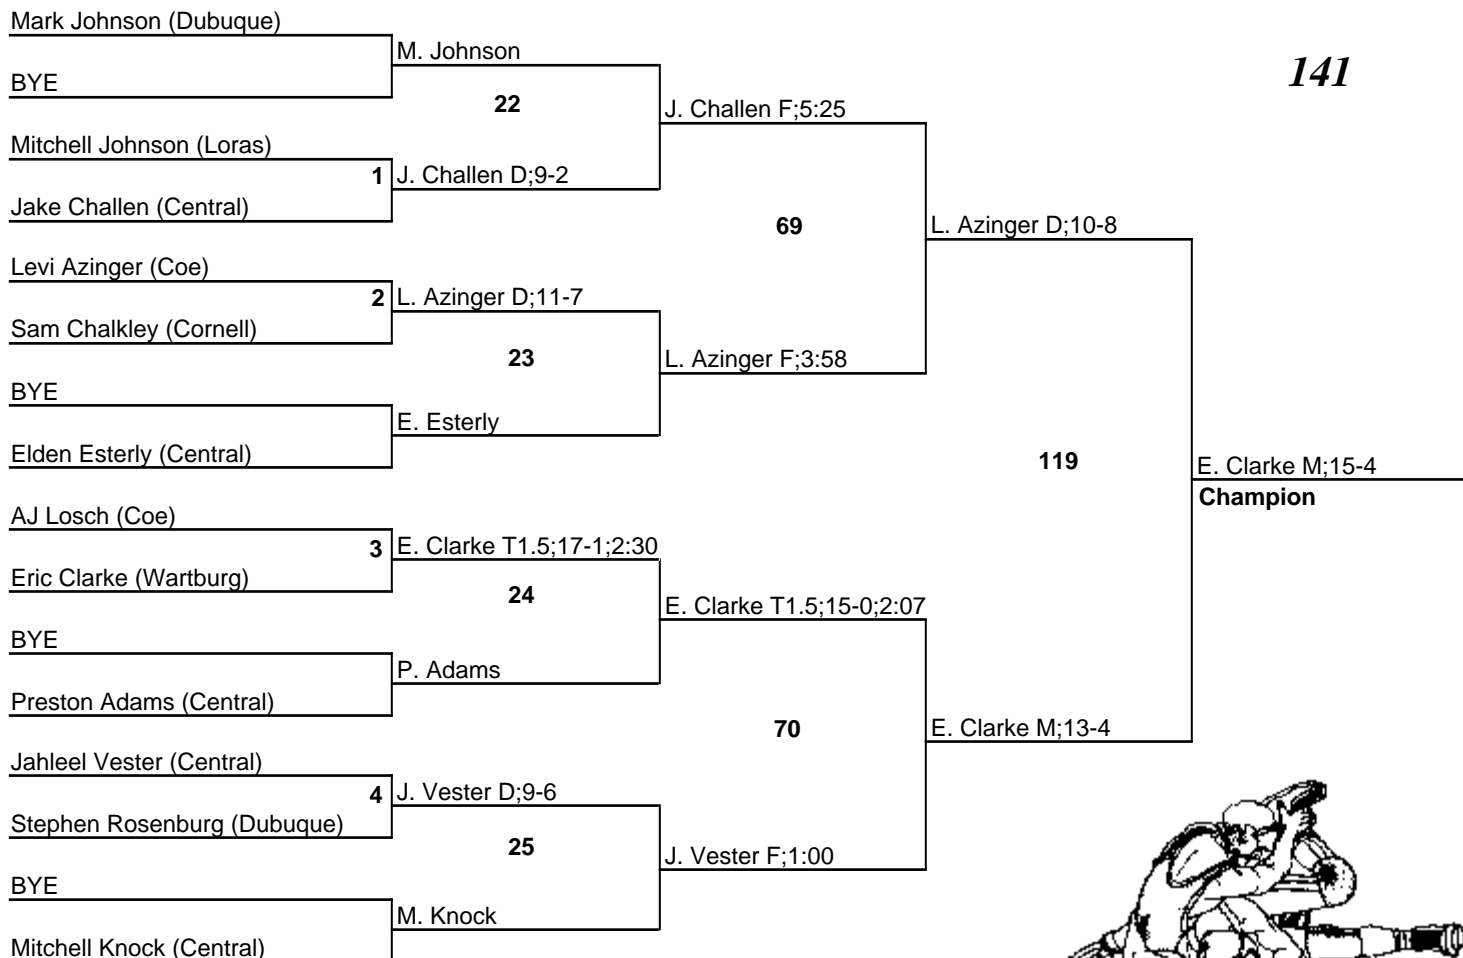 Mark Johnson (Dubuque)
M. Johnson
141
BYE
22
J. Challen F;5:25
Mitchell Johnson (Loras)
1 J. Challen D;9-2
Jake Challen (Central)
69
L. Azinger D;10-8
Levi Azinger (Coe)
2 L. Azinger D;11-7
Sam Chalkley (Cornell)
23
L. Azinger F;3:58
BYE
E. Esterly
Elden Esterly (Central)
119
E. Clarke M;15-4
Champion
AJ Losch (Coe)
3 E. Clarke T1.5;17-1;2:30
Eric Clarke (Wartburg)
24
E. Clarke T1.5;15-0;2:07
BYE
P. Adams
Preston Adams (Central)
70
E. Clarke M;13-4
Jahleel Vester (Central)
4 J. Vester D;9-6
Stephen Rosenburg (Dubuque)
25
J. Vester F;1:00
BYE
M. Knock
Mitchell Knock (Central)